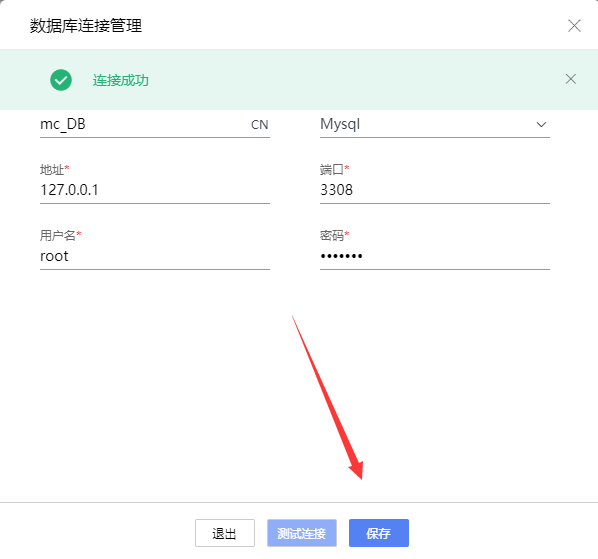 数据库连接管理
连接成功
mc_DB CN Mysql
地址* 端口*
127.0.0.1 3308
用户名* 密码*
root •••••••
退出 测试连接 保存